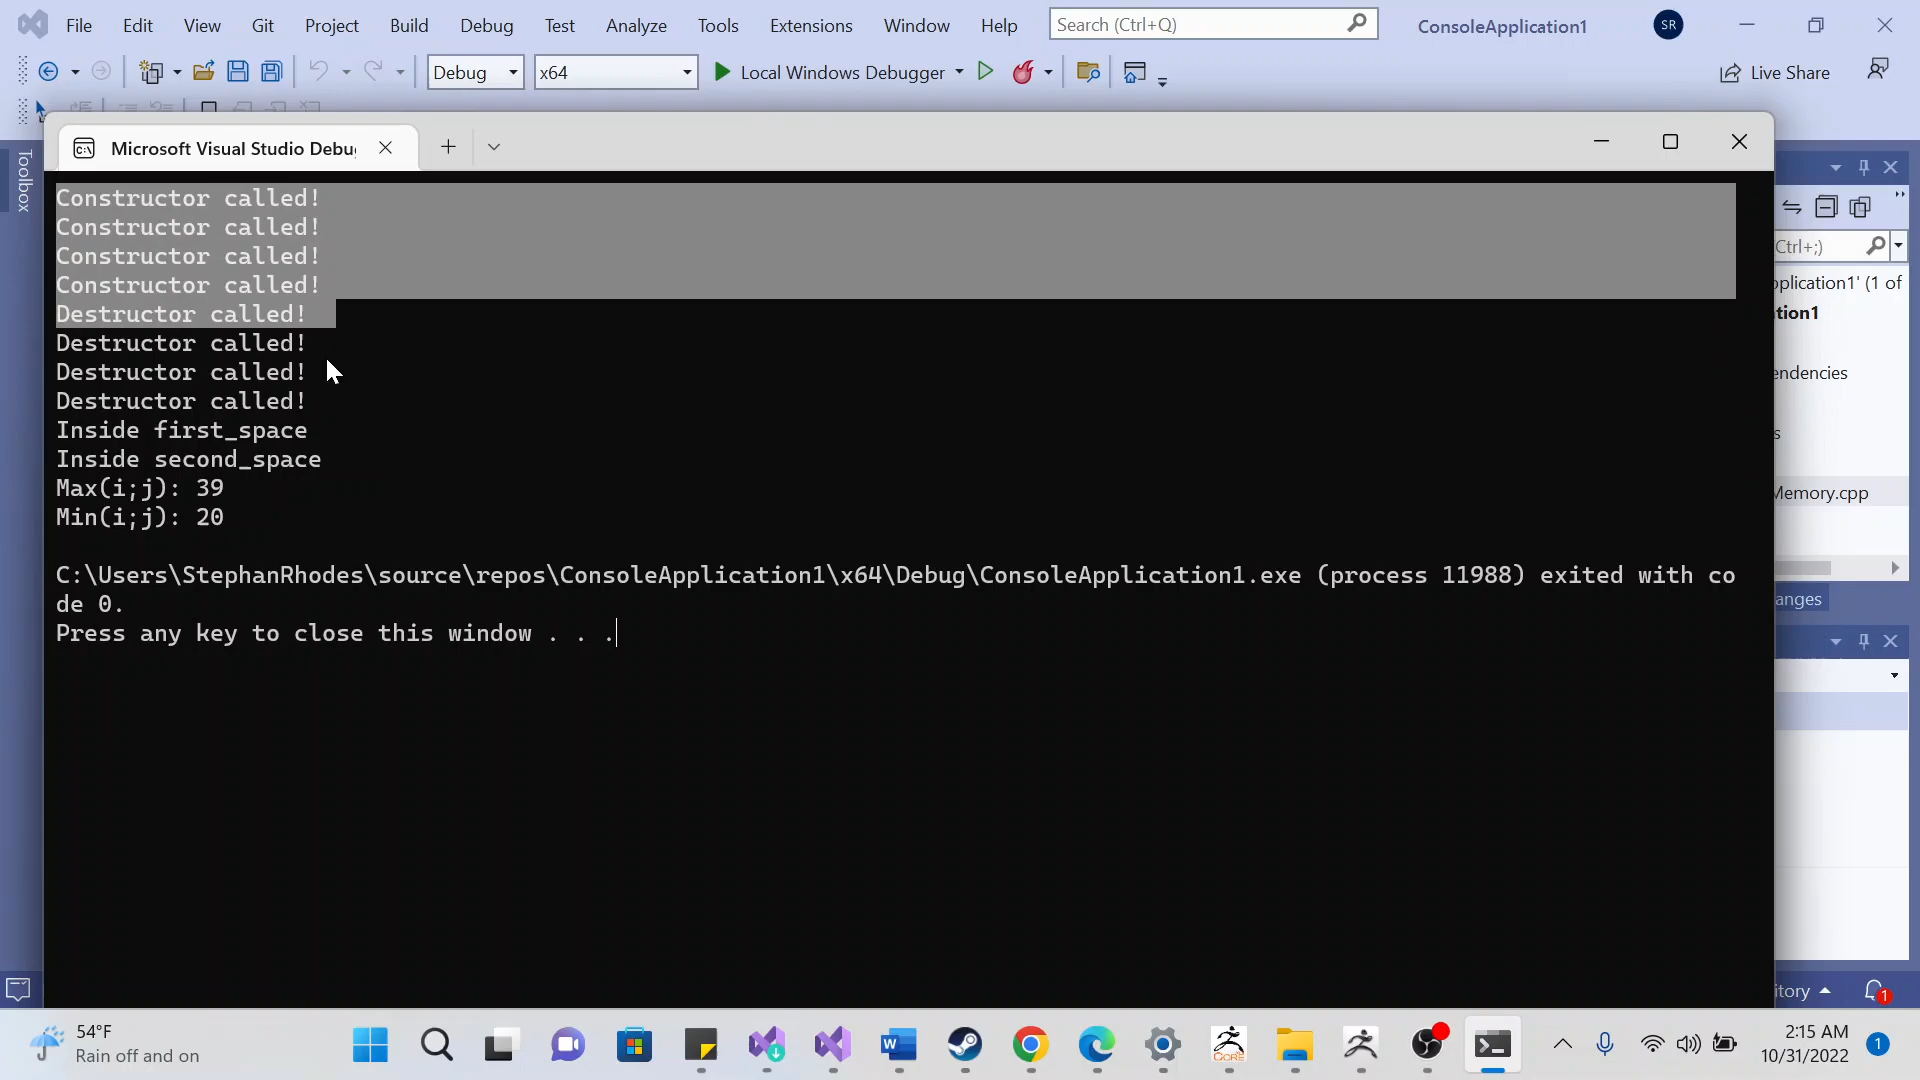 File Edit View Git Project Build Debug Test Analyze Tools Extensions Window Help Search (Ctrl+Q) ConsoleApplication1 SR
Debug x64 Local Windows Debugger Live Share
Toolbox
Microsoft Visual Studio Debu
Constructor called!
Constructor called!
Constructor called!
Constructor called!
Destructor called!
Destructor called!
Destructor called!
Destructor called!
Inside first_space
Inside second_space
Max(i;j): 39
Min(i;j): 20
C:\Users\StephanRhodes\source\repos\ConsoleApplication1\x64\Debug\ConsoleApplication1.exe (process 11988) exited with co
de 0.
Press any key to close this window . . .
Ctrl+;)
plication1' (1 of
tion1
endencies
s
Memory.cpp
anges
itory
1
54°F
Rain off and on
CORE
2:15 AM
10/31/2022
1